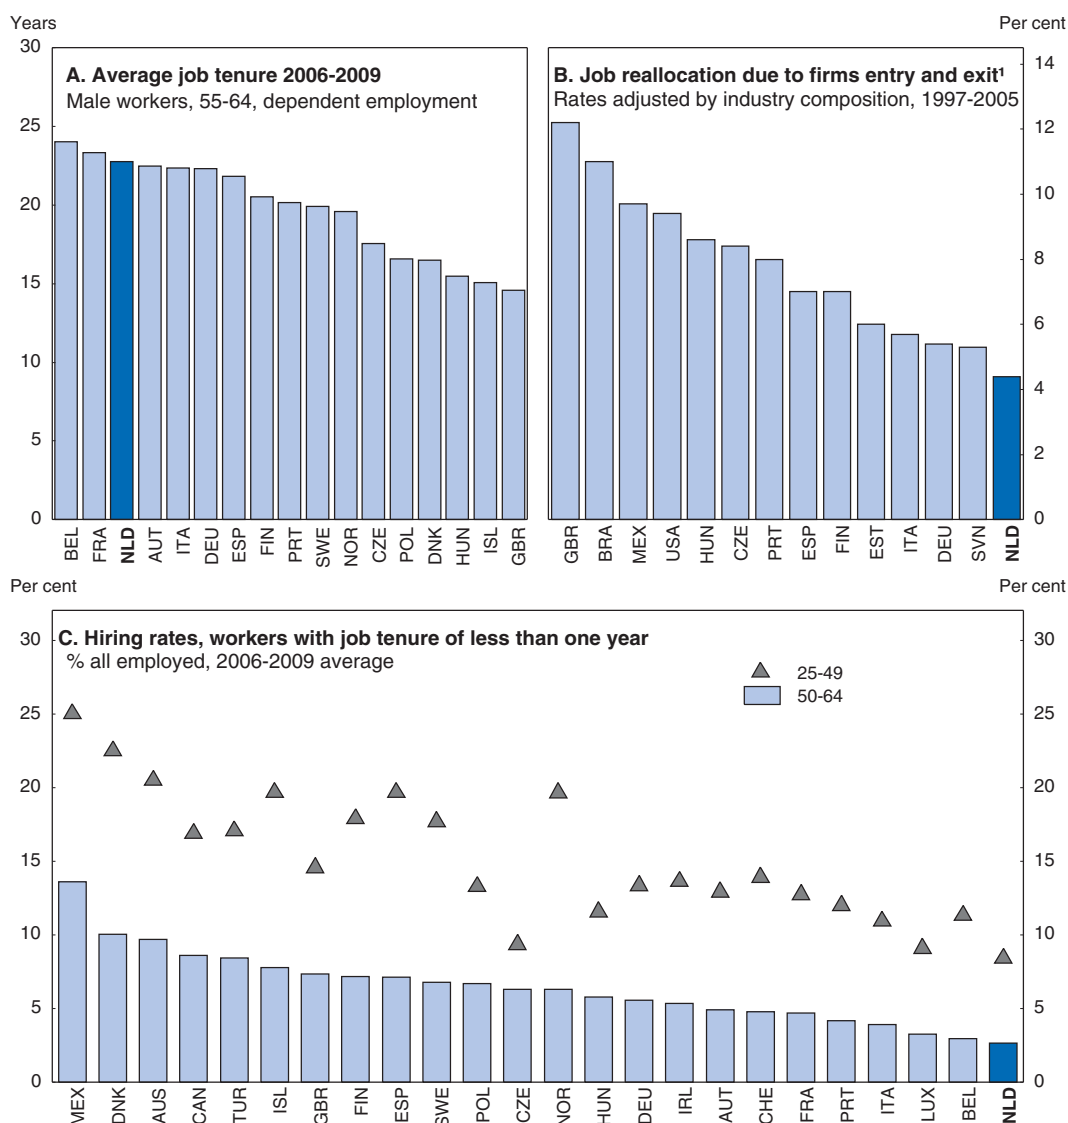 Years
Per cent
A. Average job tenure 2006-2009
Male workers, 55-64, dependent employment
30
25
20
15
10
5
0
BEL FRA NLD AUT ITA DEU ESP FIN PRT SWE NOR CZE POL DNK HUN ISL GBR
B. Job reallocation due to firms entry and exit¹
Rates adjusted by industry composition, 1997-2005
14
12
10
8
6
4
2
0
GBR BRA MEX USA HUN CZE PRT ESP FIN EST ITA DEU SVN NLD
Per cent
Per cent
C. Hiring rates, workers with job tenure of less than one year
% all employed, 2006-2009 average
25-49
50-64
30 30
25 25
20 20
15 15
10 10
5 5
0 0
MEX DNK AUS CAN TUR ISL GBR FIN ESP SWE POL CZE NOR HUN DEU IRL AUT CHE FRA PRT ITA LUX BEL NLD